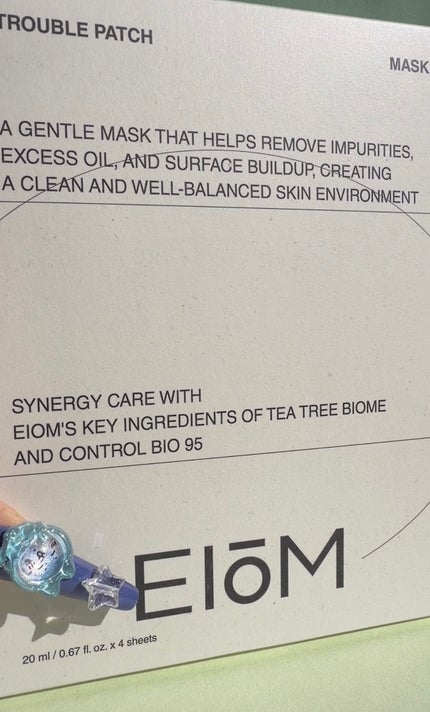 TROUBLE PATCH
MASK
A GENTLE MASK THAT HELPS REMOVE IMPURITIES,
EXCESS OIL, AND SURFACE BUILDUP, CREATING
A CLEAN AND WELL-BALANCED SKIN ENVIRONMENT
SYNERGY CARE WITH
EIOM'S KEY INGREDIENTS OF TEA TREE BIOME
AND CONTROL BIO 95
EIōM
20 ml / 0.67 fl. oz. x 4 sheets